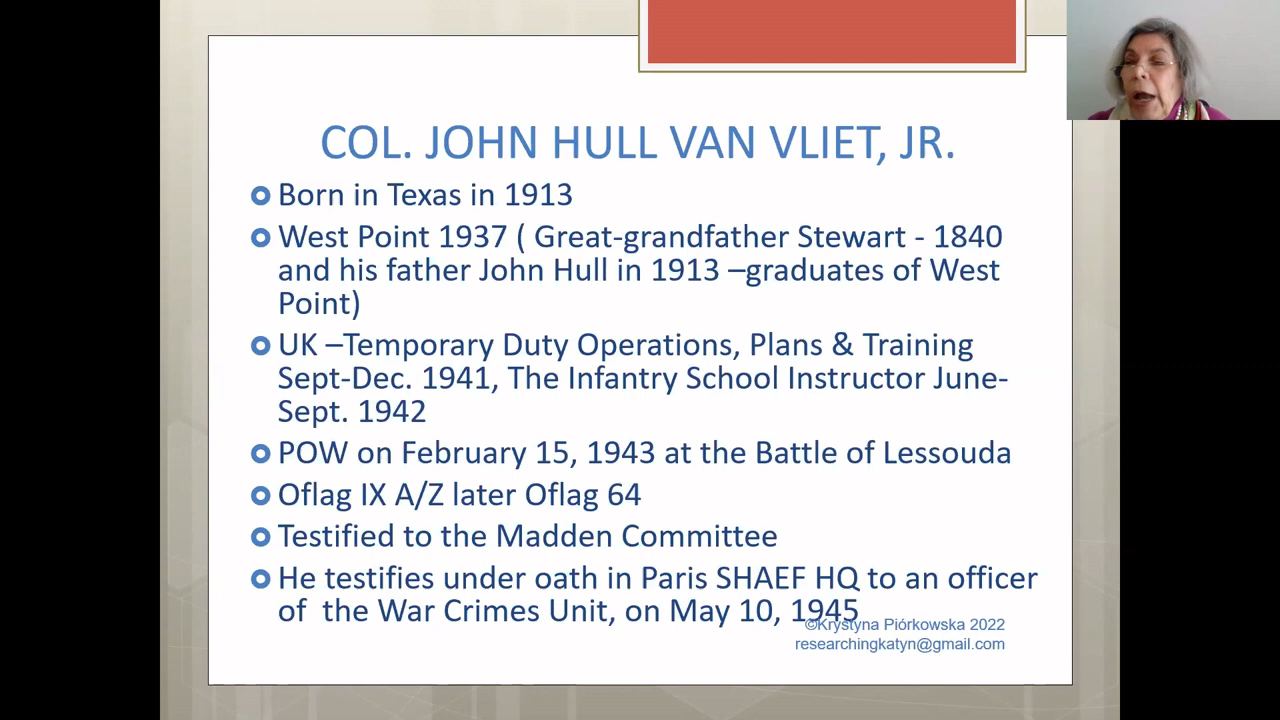 COL. JOHN HULL VAN VLIET, JR.
Born in Texas in 1913
West Point 1937 ( Great-grandfather Stewart - 1840
and his father John Hull in 1913 –graduates of West
Point)
UK –Temporary Duty Operations, Plans & Training
Sept-Dec. 1941, The Infantry School Instructor June-
Sept. 1942
POW on February 15, 1943 at the Battle of Lessouda
Oflag IX A/Z later Oflag 64
Testified to the Madden Committee
He testifies under oath in Paris SHAEF HQ to an officer
of  the War Crimes Unit, on May 10, 1945
©Krystyna Piórkowska 2022
researchingkatyn@gmail.com